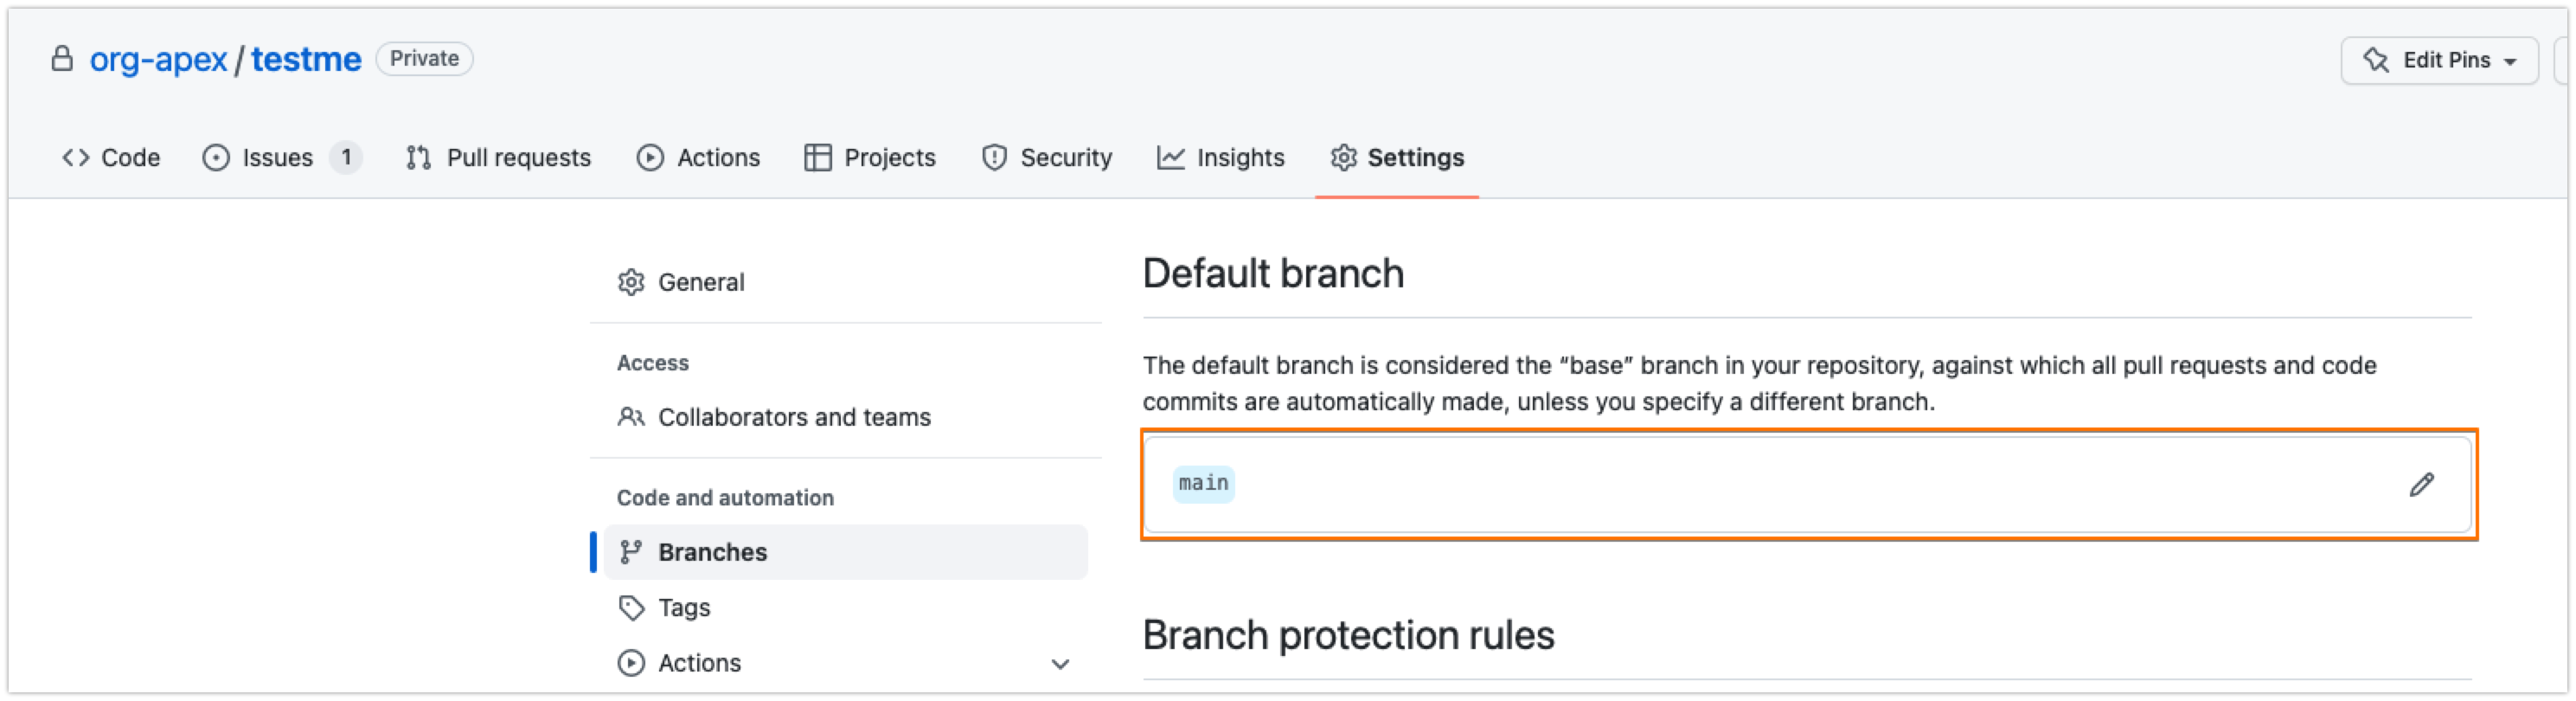 org-apex / testme Private
Edit Pins
Code
Issues 1
Pull requests
Actions
Projects
Security
Insights
Settings
General
Access
Collaborators and teams
Code and automation
Branches
Tags
Actions
Default branch
The default branch is considered the “base” branch in your repository, against which all pull requests and code
commits are automatically made, unless you specify a different branch.
main
Branch protection rules